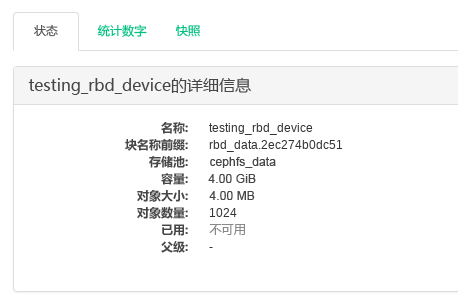 状态 统计数字 快照
testing_rbd_device的详细信息
名称: testing_rbd_device
块名称前缀: rbd_data.2ec274b0dc51
存储池: cephfs_data
容量: 4.00 GiB
对象大小: 4.00 MB
对象数量: 1024
已用: 不可用
父级: -